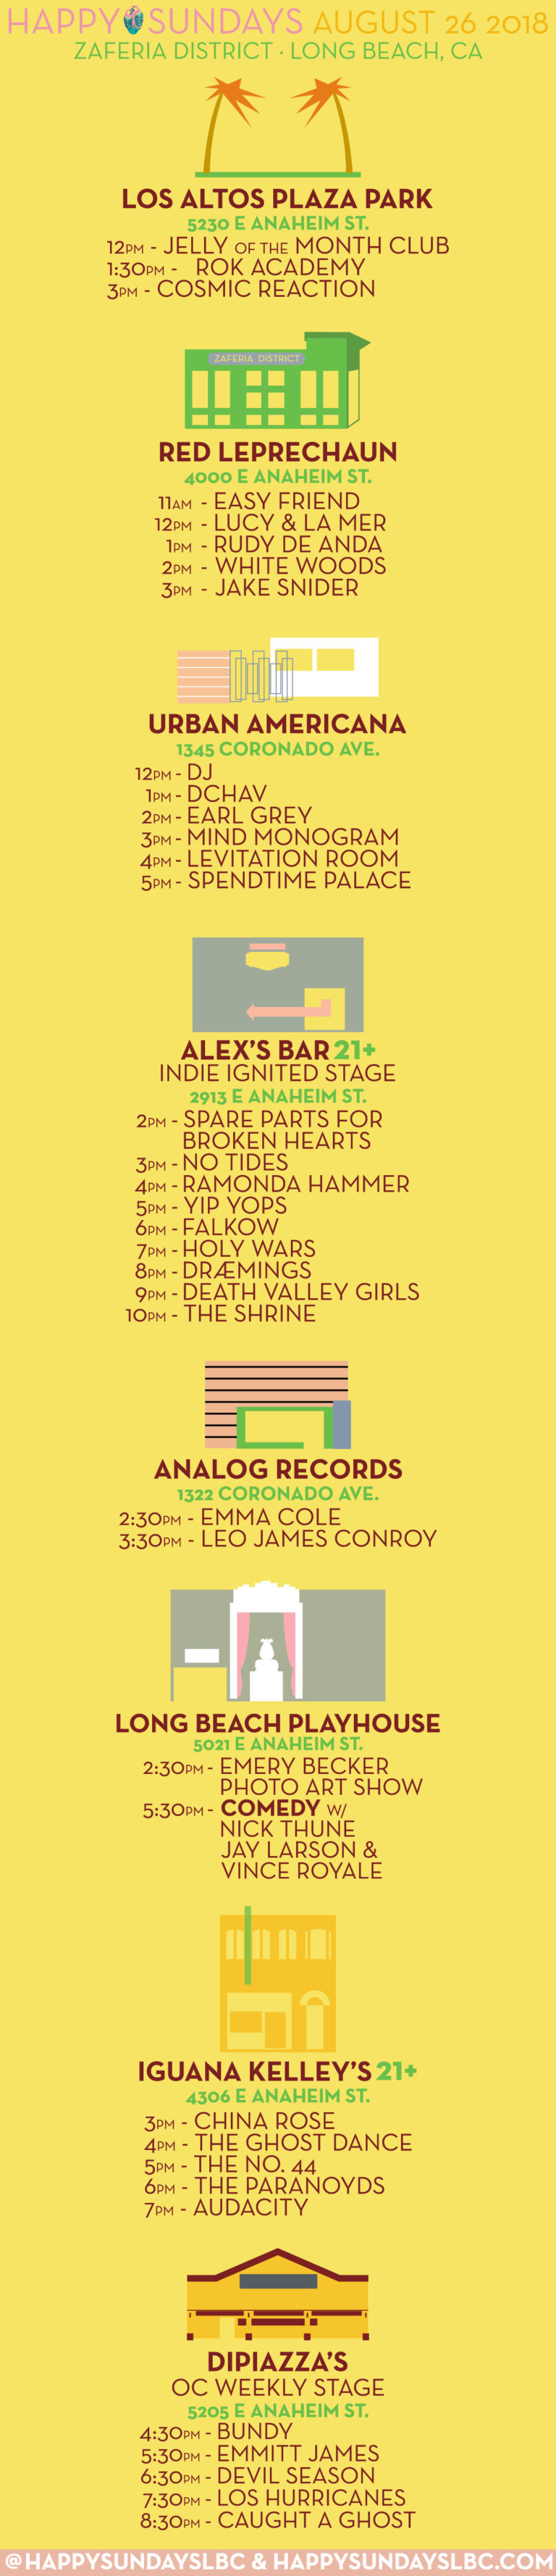 HAPPY SUNDAYS AUGUST 26 2018
ZAFERIA DISTRICT · LONG BEACH, CA
LOS ALTOS PLAZA PARK
5230 E ANAHEIM ST.
12PM - JELLY OF THE MONTH CLUB
1:30PM - ROK ACADEMY
3PM - COSMIC REACTION
ZAFERIA DISTRICT
RED LEPRECHAUN
4000 E ANAHEIM ST.
11AM - EASY FRIEND
12PM - LUCY & LA MER
1PM - RUDY DE ANDA
2PM - WHITE WOODS
3PM - JAKE SNIDER
URBAN AMERICANA
1345 CORONADO AVE.
12PM - DJ
1PM - DCHAV
2PM - EARL GREY
3PM - MIND MONOGRAM
4PM - LEVITATION ROOM
5PM - SPENDTIME PALACE
ALEX'S BAR 21+
INDIE IGNITED STAGE
2913 E ANAHEIM ST.
2PM - SPARE PARTS FOR
BROKEN HEARTS
3PM - NO TIDES
4PM - RAMONDA HAMMER
5PM - YIP YOPS
6PM - FALKOW
7PM - HOLY WARS
8PM - DRÆMINGS
9PM - DEATH VALLEY GIRLS
10PM - THE SHRINE
ANALOG RECORDS
1322 CORONADO AVE.
2:30PM - EMMA COLE
3:30PM - LEO JAMES CONROY
LONG BEACH PLAYHOUSE
5021 E ANAHEIM ST.
2:30PM - EMERY BECKER
PHOTO ART SHOW
5:30PM - COMEDY W/
NICK THUNE
JAY LARSON &
VINCE ROYALE
IGUANA KELLEY'S 21+
4306 E ANAHEIM ST.
3PM - CHINA ROSE
4PM - THE GHOST DANCE
5PM - THE NO. 44
6PM - THE PARANOYDS
7PM - AUDACITY
DIPIAZZA'S
OC WEEKLY STAGE
5205 E ANAHEIM ST.
4:30PM - BUNDY
5:30PM - EMMITT JAMES
6:30PM - DEVIL SEASON
7:30PM - LOS HURRICANES
8:30PM - CAUGHT A GHOST
@HAPPYSUNDAYSLBC & HAPPYSUNDAYSLBC.COM